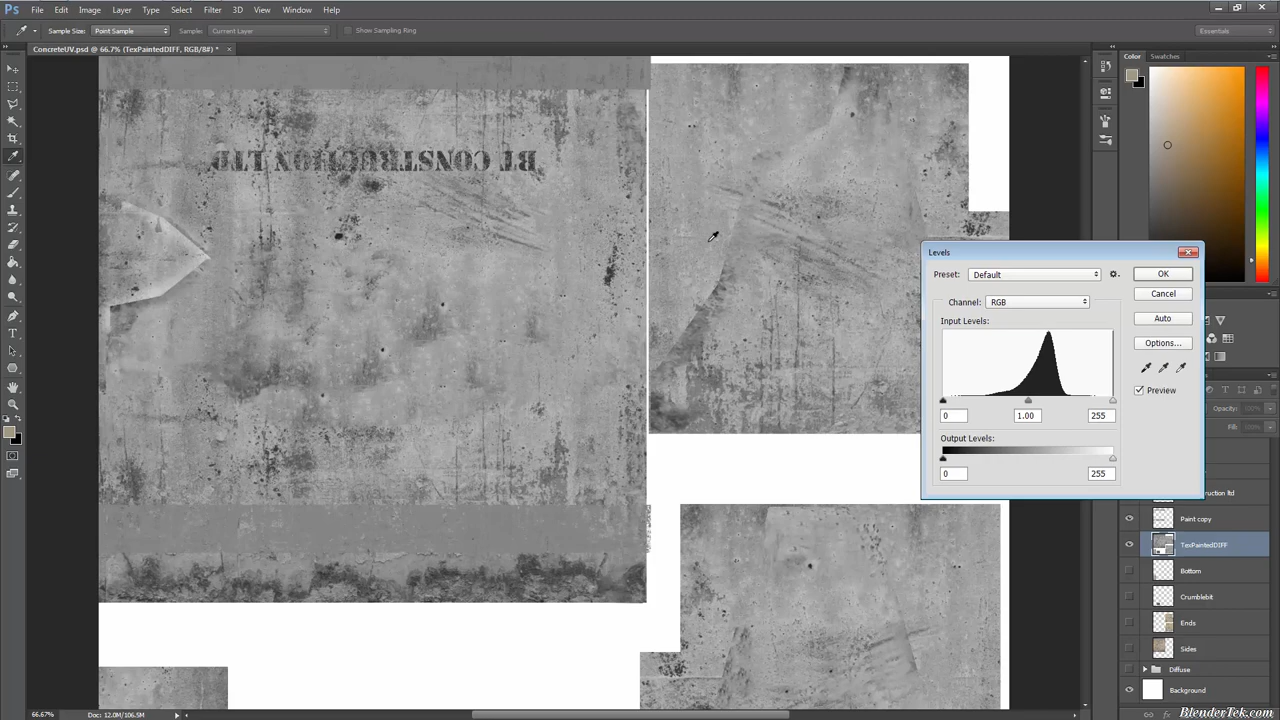 Ps File Edit Image Layer Type Select Filter 3D View Window Help
Sample Size: Point Sample Sample: Current Layer Show Sampling Ring Essentials
ConcreteUV.psd @ 66.7% (TexPaintedDIFF, RGB/8#) * ×
Color Swatches
BT CONSTRUCTION LTD
Levels
Preset: Default OK
Channel: RGB Cancel
Input Levels: Auto
Options...
Preview
0 1.00 255
Output Levels:
0 255
Opacity:
Fill:
Paint copy
TexPaintedDIFF
Bottom
Crumblebit
Ends
Sides
Diffuse
Background
66.67% Doc: 12.0M/106.5M
BlenderTek.com